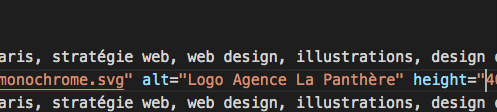 aris, stratégie web, web design, illustrations, design
monochrome.svg" alt="Logo Agence La Panthère" height="4
aris, stratégie web, web design, illustrations, design